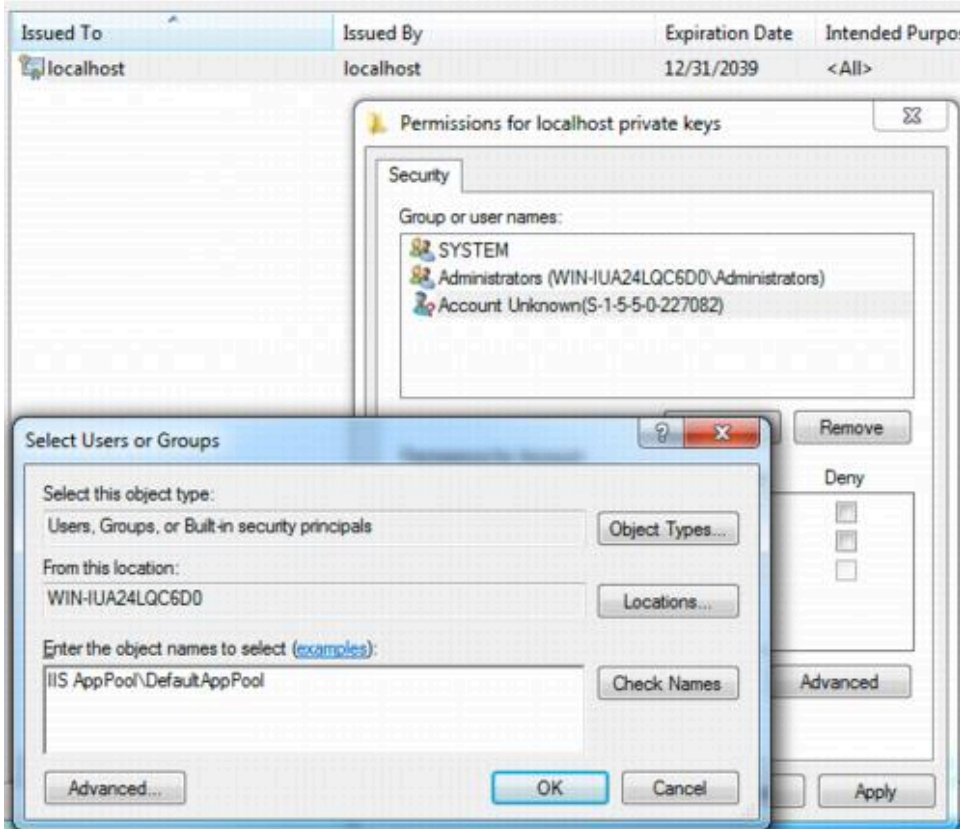 Issued To Issued By Expiration Date Intended Purpo
localhost localhost 12/31/2039 <All>
Permissions for localhost private keys
Security
Group or user names:
SYSTEM
Administrators (WIN-IUA24LQC6D0\Administrators)
Account Unknown(S-1-5-5-0-227082)
Remove
Deny
Advanced
Apply
Select Users or Groups
Select this object type:
Users, Groups, or Built-in security principals
Object Types...
From this location:
WIN-IUA24LQC6D0
Locations...
Enter the object names to select (examples):
IIS AppPool\DefaultAppPool
Check Names
Advanced...
OK
Cancel